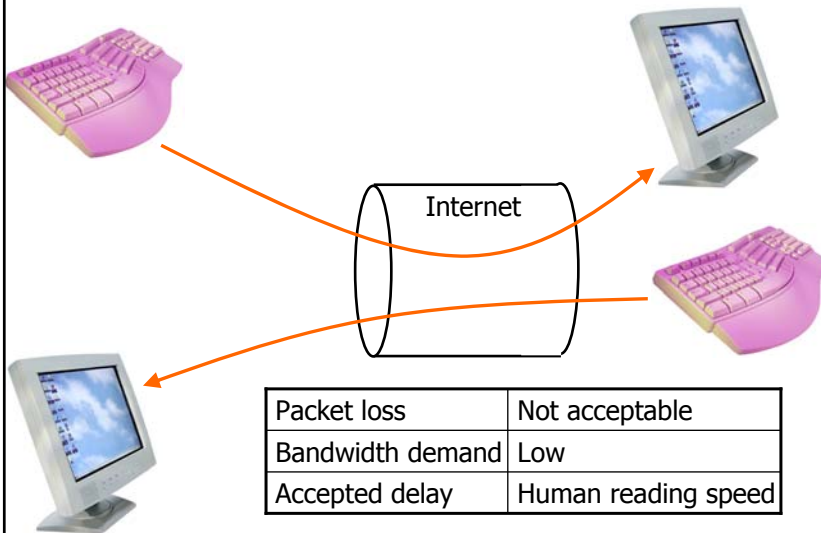 Internet
Packet loss Not acceptable
Bandwidth demand Low
Accepted delay Human reading speed